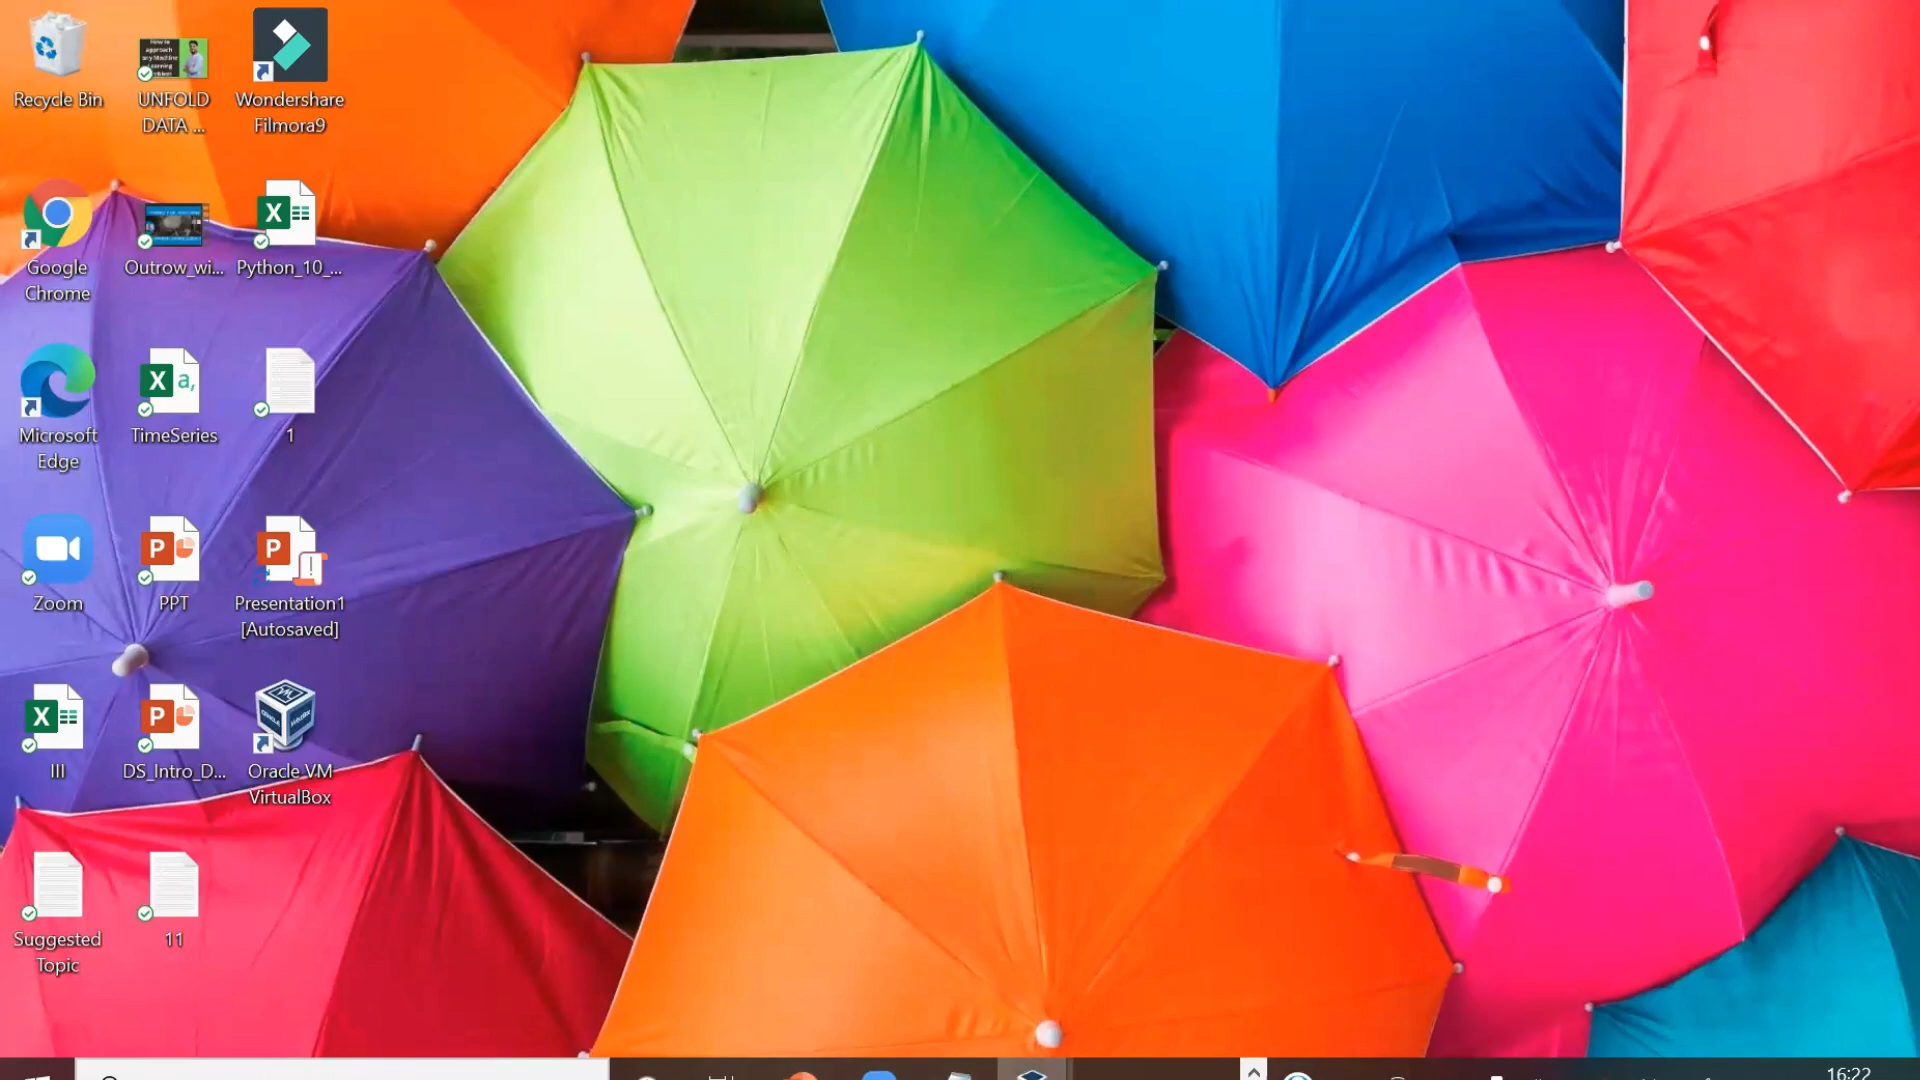 Recycle Bin
UNFOLD
DATA ...
Wondershare
Filmora9
Google
Chrome
Outrow_wi...
Python_10_...
Microsoft
Edge
TimeSeries
1
Zoom
PPT
Presentation1
[Autosaved]
III
DS_Intro_D...
Oracle VM
VirtualBox
Suggested
Topic
11
16:22